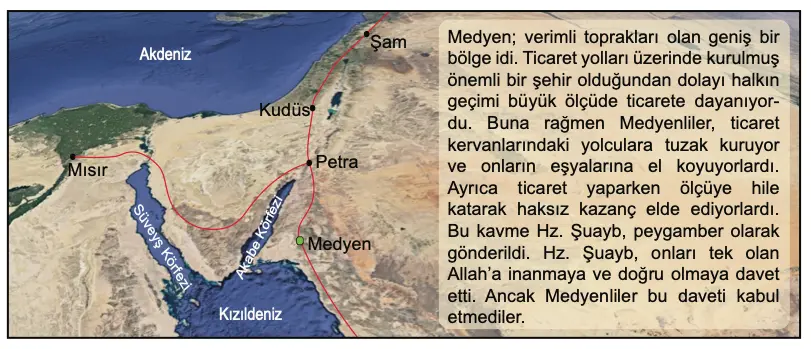 Akdeniz
Şam
Kudüs
Mısır
Petra
Süveyş Körfezi
Akabe Körfezi
Medyen
Kızıldeniz
Medyen; verimli toprakları olan geniş bir
bölge idi. Ticaret yolları üzerinde kurulmuş
önemli bir şehir olduğundan dolayı halkın
geçimi büyük ölçüde ticarete dayanıyor-
du. Buna rağmen Medyenliler, ticaret
kervanlarındaki yolculara tuzak kuruyor
ve onların eşyalarına el koyuyorlardı.
Ayrıca ticaret yaparken ölçüye hile
katarak haksız kazanç elde ediyorlardı.
Bu kavme Hz. Şuayb, peygamber olarak
gönderildi. Hz. Şuayb, onları tek olan
Allah’a inanmaya ve doğru olmaya davet
etti. Ancak Medyenliler bu daveti kabul
etmediler.